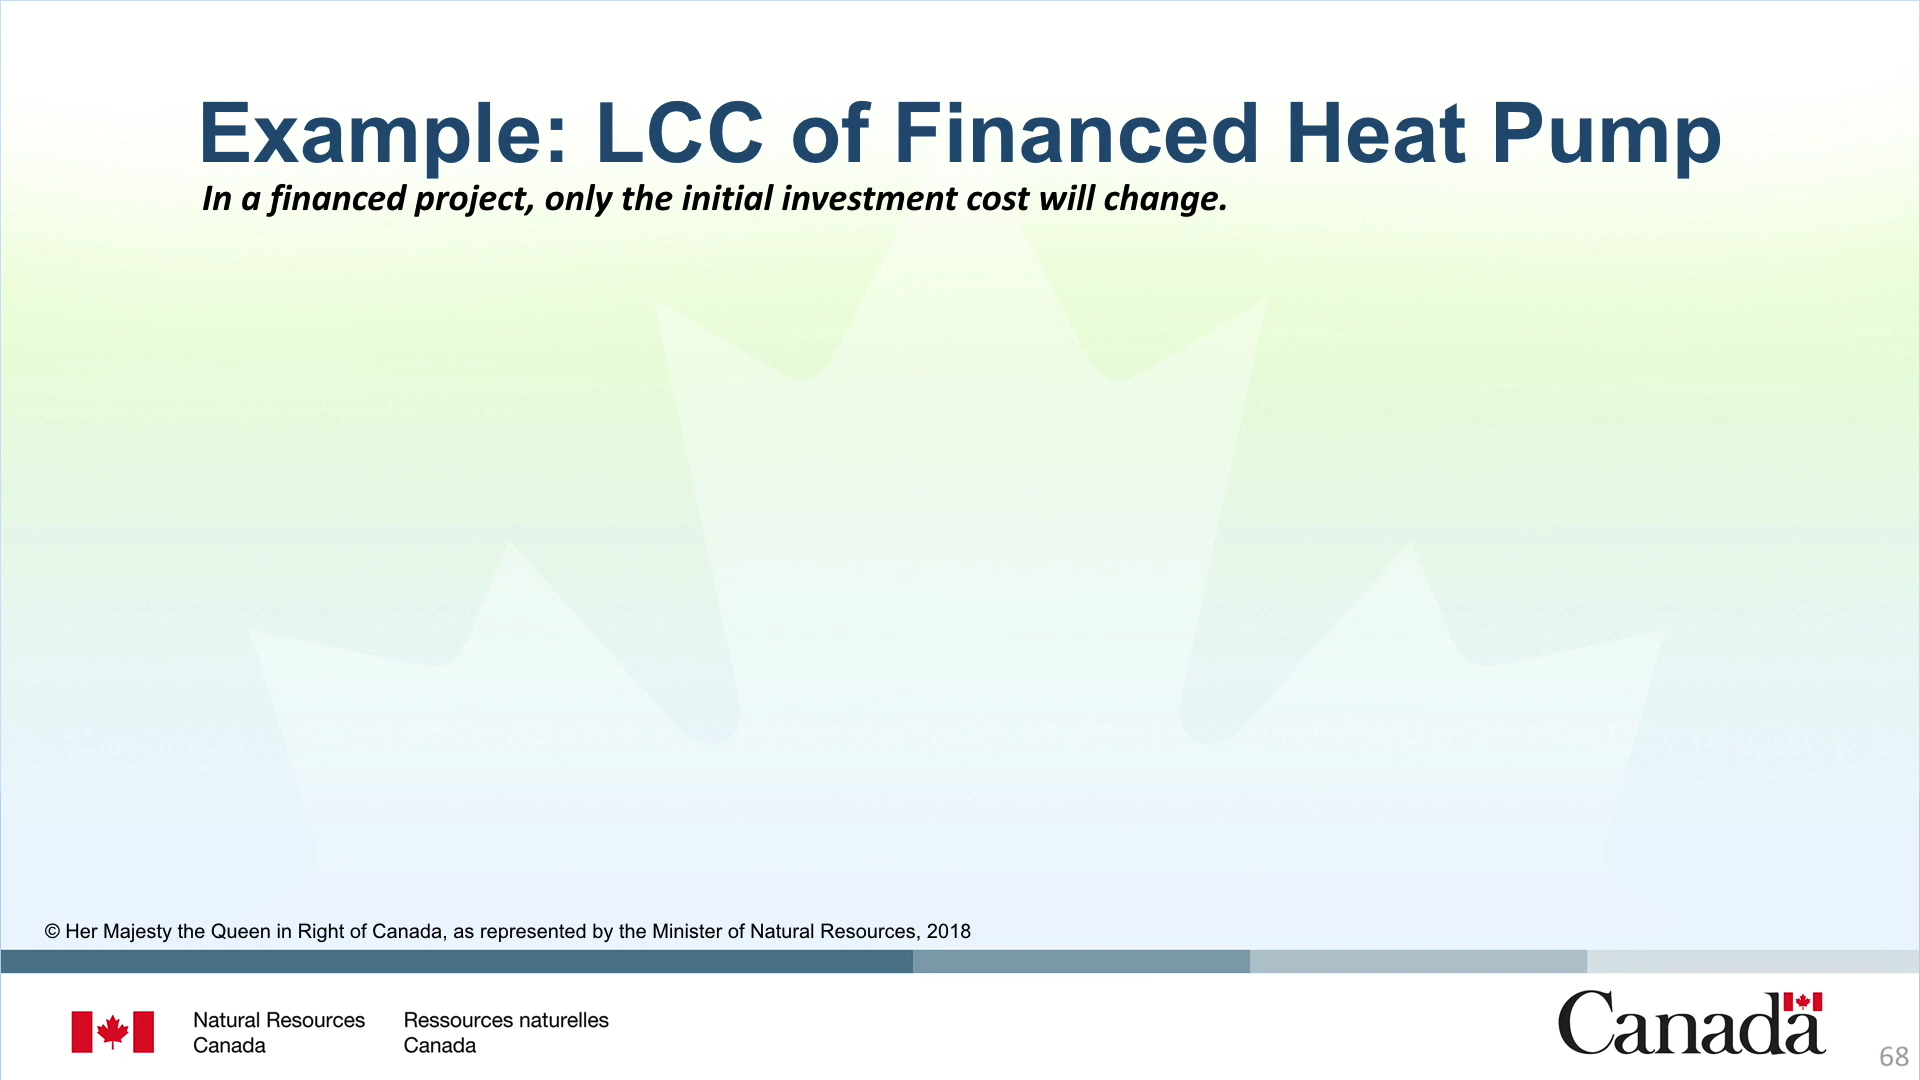 Example: LCC of Financed Heat Pump
In a financed project, only the initial investment cost will change.
© Her Majesty the Queen in Right of Canada, as represented by the Minister of Natural Resources, 2018
Natural Resources
Canada
Ressources naturelles
Canada
Canada
68